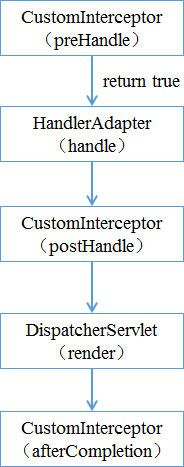 CustomInterceptor
（preHandle）
return true
HandlerAdapter
（handle）
CustomInterceptor
（postHandle）
DispatcherServlet
（render）
CustomInterceptor
（afterCompletion）